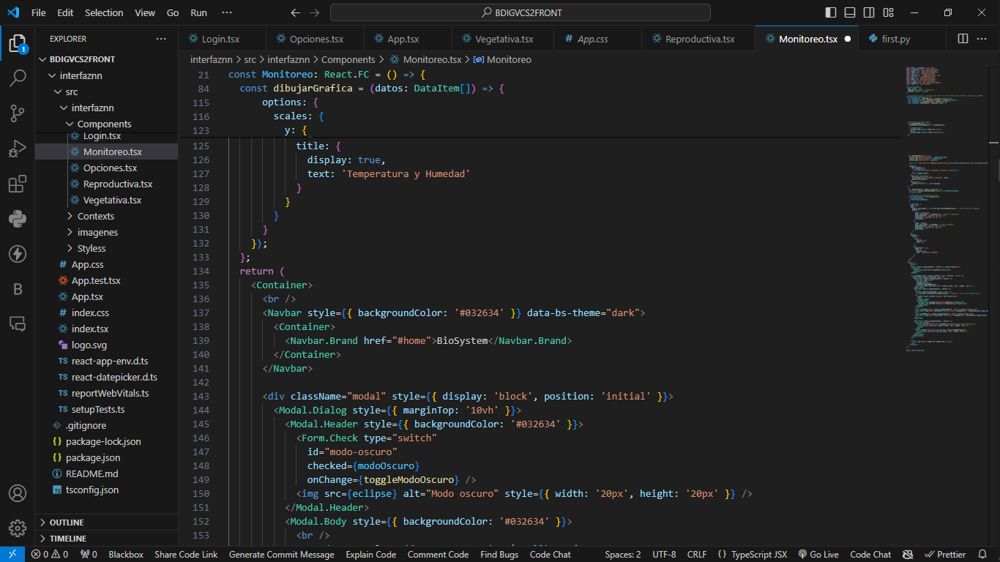 File Edit Selection View Go Run ··· BDIGVCS2FRONT
EXPLORER ···
BDIGVCS2FRONT
interfaznn
src
interfaznn
Components
Login.tsx
Monitoreo.tsx
Opciones.tsx
Reproductiva.tsx
Vegetativa.tsx
Contexts
imagenes
Styless
# App.css
App.test.tsx
App.tsx
# index.css
index.tsx
logo.svg
TS react-app-env.d.ts
TS react-datepicker.d.ts
TS reportWebVitals.ts
TS setupTests.ts
.gitignore
{} package-lock.json
{} package.json
README.md
TS tsconfig.json
OUTLINE
TIMELINE
1
B
Login.tsx Opciones.tsx App.tsx Vegetativa.tsx # App.css Reproductiva.tsx Monitoreo.tsx first.py ···
interfaznn > src > interfaznn > Components > Monitoreo.tsx > Monitoreo
21 const Monitoreo: React.FC = () => {
84 const dibujarGrafica = (datos: DataItem[]) => {
115 options: {
116 scales: {
123 y: {
125 title: {
126 display: true,
127 text: 'Temperatura y Humedad'
128 }
129 }
130 }
131 }
132 });
133 };
134 return (
135 <Container>
136 <br />
137 <Navbar style={{ backgroundColor: '#032634' }} data-bs-theme="dark">
138 <Container>
139 <Navbar.Brand href="#home">BioSystem</Navbar.Brand>
140 </Container>
141 </Navbar>
142
143 <div className="modal" style={{ display: 'block', position: 'initial' }}>
144 <Modal.Dialog style={{ marginTop: '10vh' }}>
145 <Modal.Header style={{ backgroundColor: '#032634' }}>
146 <Form.Check type="switch"
147 id="modo-oscuro"
148 checked={modoOscuro}
149 onChange={toggleModoOscuro} />
150 <img src={eclipse} alt="Modo oscuro" style={{ width: '20px', height: '20px' }} />
151 </Modal.Header>
152 <Modal.Body style={{ backgroundColor: '#032634' }}>
153 <br />
0 0 0 Blackbox Share Code Link Generate Commit Message Explain Code Comment Code Find Bugs Code Chat Spaces: 2 UTF-8 CRLF {} TypeScript JSX Go Live Code Chat Prettier